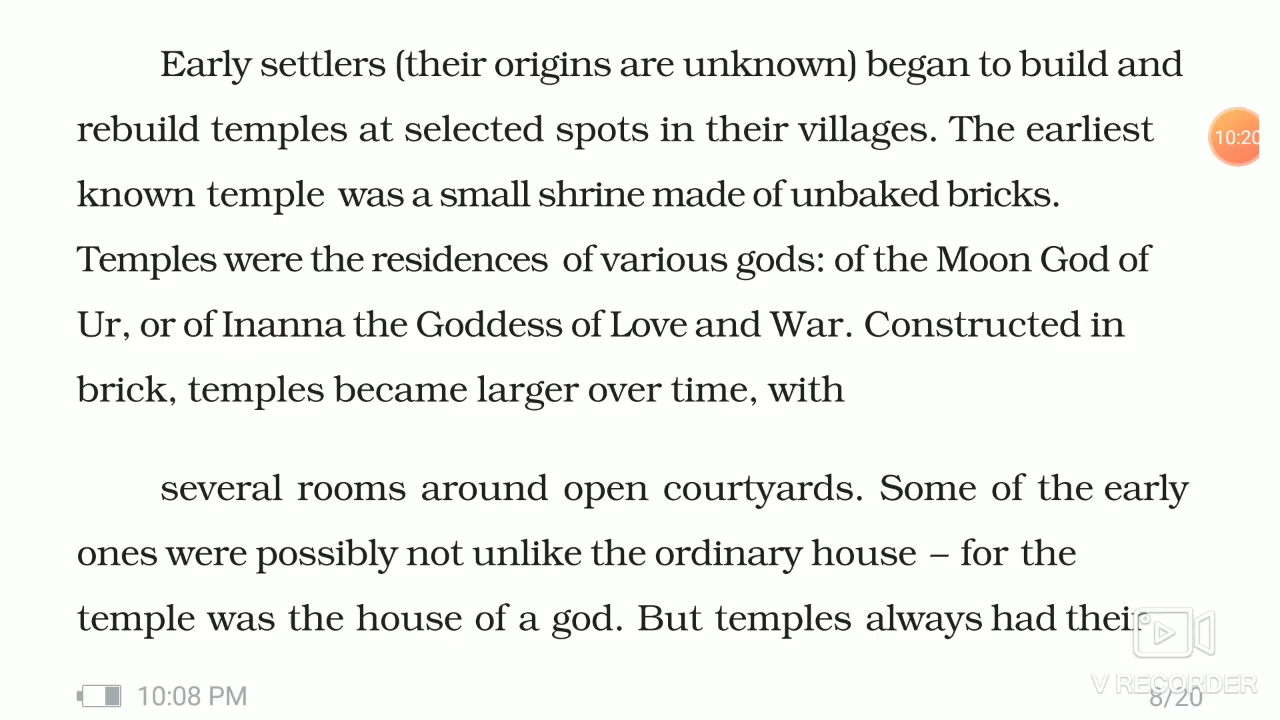 Early settlers (their origins are unknown) began to build and
rebuild temples at selected spots in their villages. The earliest
10:20
known temple was a small shrine made of unbaked bricks.
Temples were the residences of various gods: of the Moon God of
Ur, or of Inanna the Goddess of Love and War. Constructed in
brick, temples became larger over time, with
several rooms around open courtyards. Some of the early
ones were possibly not unlike the ordinary house – for the
temple was the house of a god. But temples always had their
10:08 PM
V RECORDER
8/20